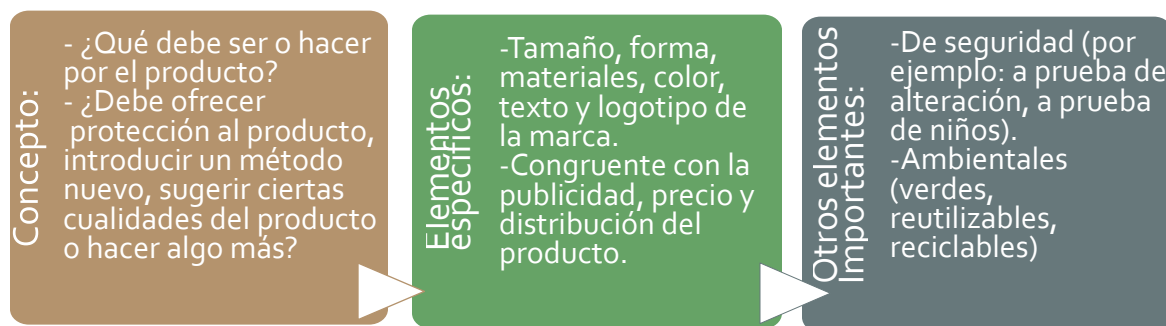 Concepto:
- ¿Qué debe ser o hacer
por el producto?
- ¿Debe ofrecer
protección al producto,
introducir un método
nuevo, sugerir ciertas
cualidades del producto
o hacer algo más?
Elementos
específicos:
-Tamaño, forma,
materiales, color,
texto y logotipo de
la marca.
-Congruente con la
publicidad, precio y
distribución del
producto.
Otros elementos
Importantes:
-De seguridad (por
ejemplo: a prueba de
alteración, a prueba
de niños).
-Ambientales
(verdes,
reutilizables,
reciclables)